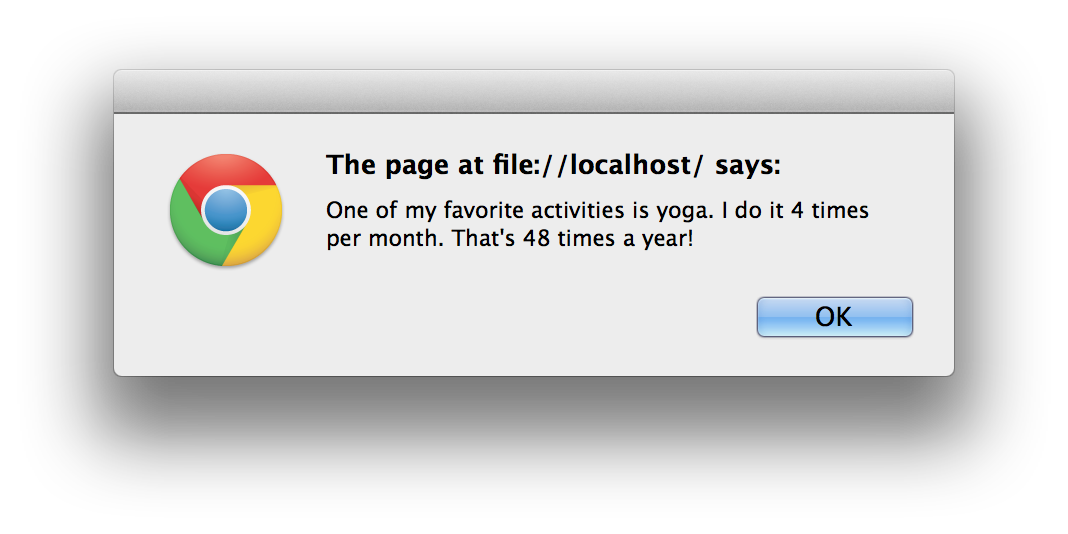 The page at file://localhost/ says:
One of my favorite activities is yoga. I do it 4 times
per month. That's 48 times a year!
OK